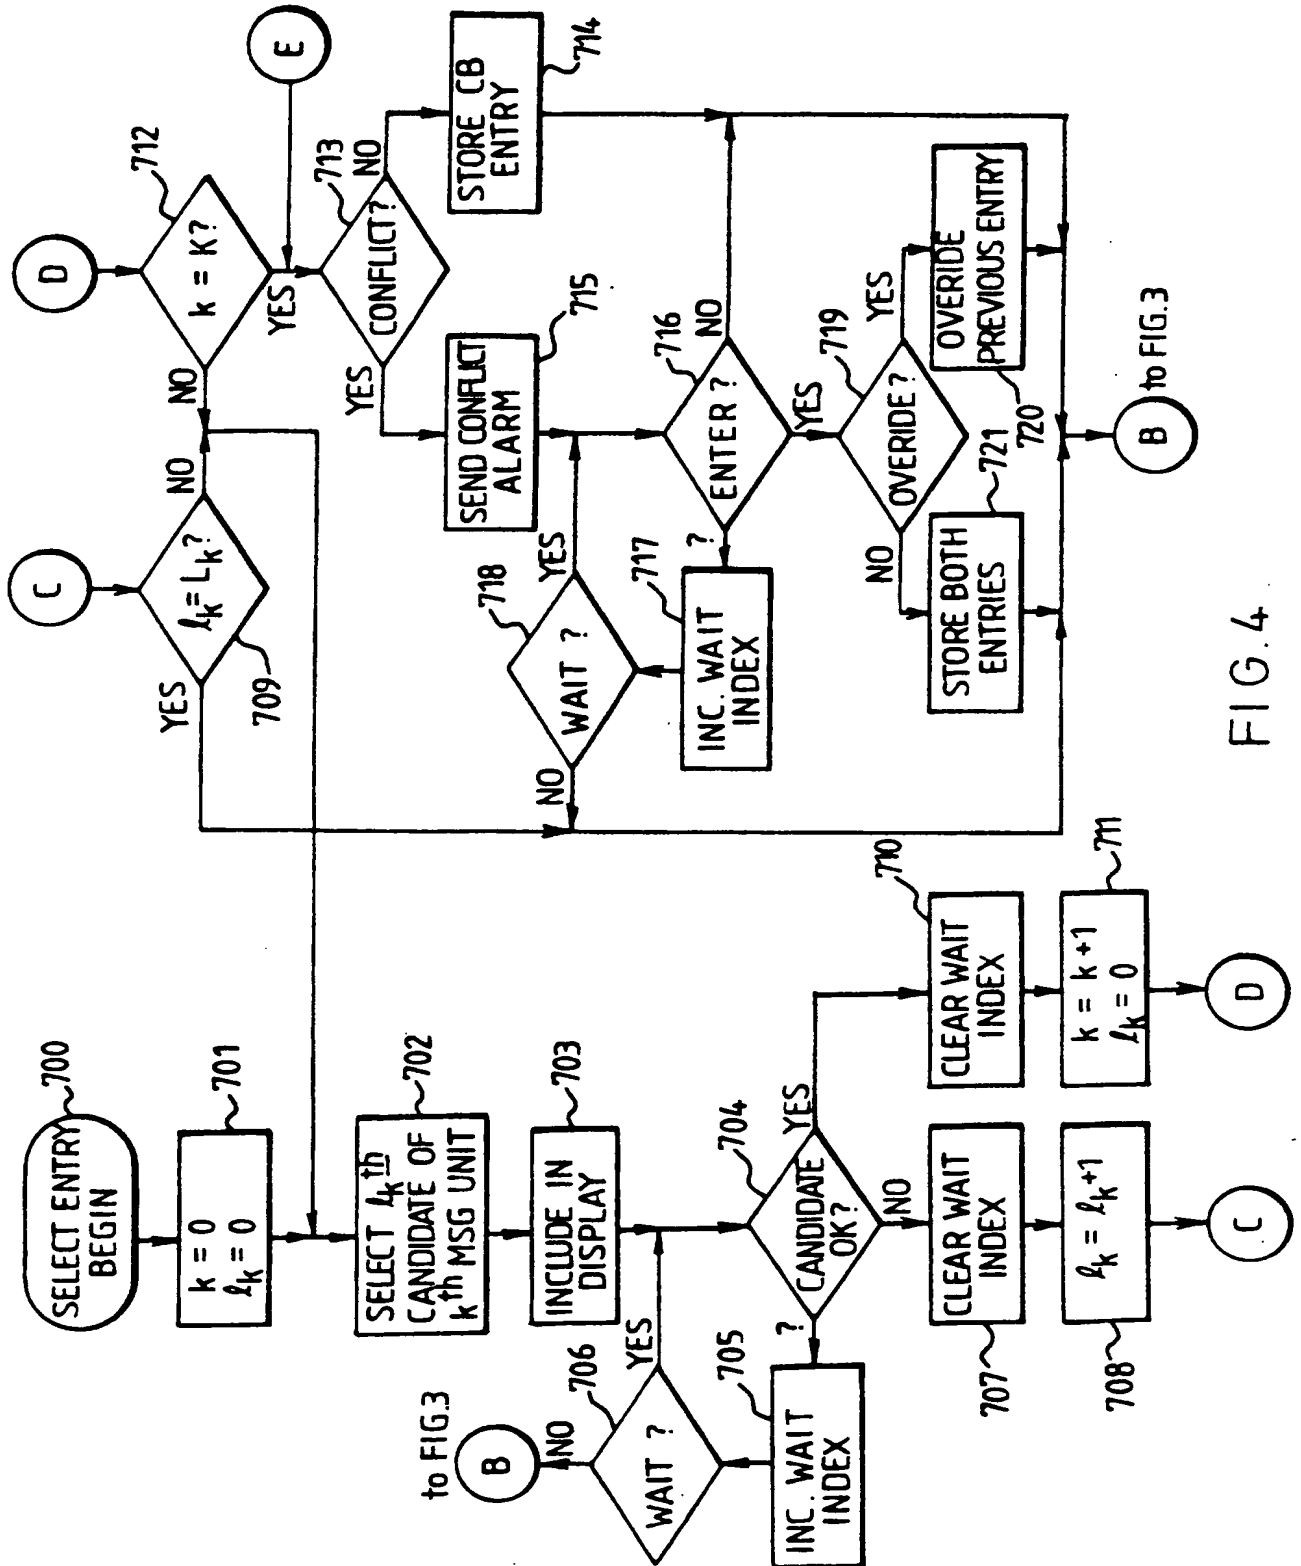 SELECT ENTRY
BEGIN
700
k = 0
ℓk = 0
701
SELECT ℓk th
CANDIDATE OF
kth MSG UNIT
702
INCLUDE IN
DISPLAY
703
CANDIDATE
OK?
704
YES
NO
?
INC. WAIT
INDEX
705
WAIT ?
706
YES
NO
B
to FIG.3
CLEAR WAIT
INDEX
707
ℓk = ℓk+1
708
C
CLEAR WAIT
INDEX
710
k = k+1
ℓk = 0
711
D
C
ℓk = Lk?
709
YES
NO
D
k = K?
712
NO
YES
E
CONFLICT?
713
YES
NO
STORE CB
ENTRY
714
SEND CONFLICT
ALARM
715
ENTER ?
716
NO
YES
?
INC. WAIT
INDEX
717
WAIT ?
718
YES
NO
OVERRIDE?
719
YES
NO
OVERIDE
PREVIOUS ENTRY
720
STORE BOTH
ENTRIES
721
B
to FIG.3
FIG.4